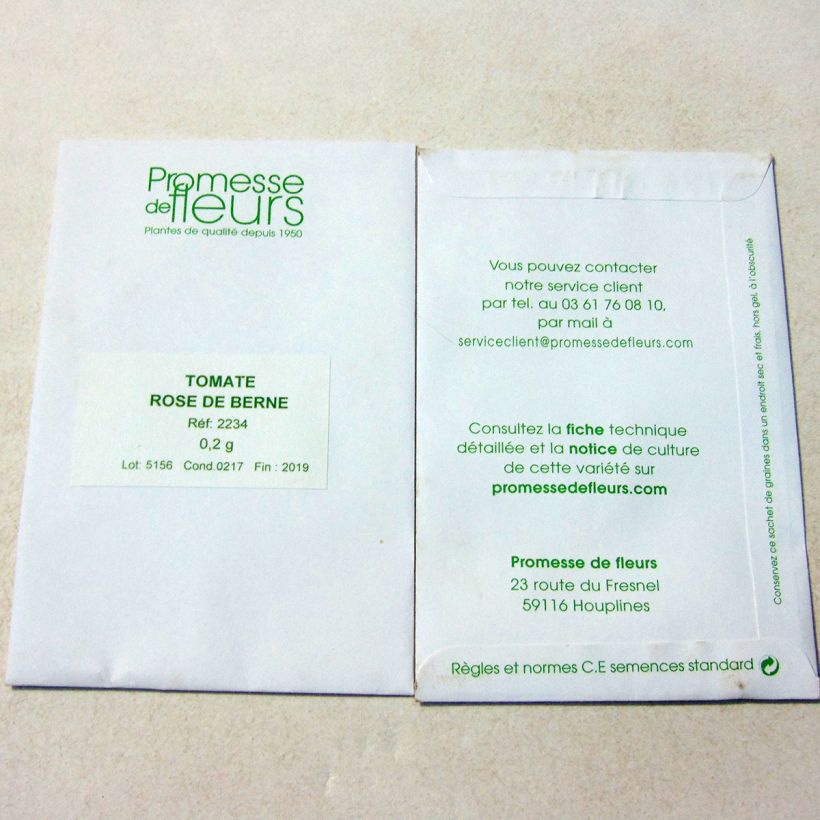 Promesse
de fleurs
Plantes de qualité depuis 1950
TOMATE
ROSE DE BERNE
Réf: 2234
0,2 g
Lot: 5156 Cond.0217 Fin : 2019
Vous pouvez contacter
notre service client
par tel. au 03 61 76 08 10,
par mail à
serviceclient@promessedefleurs.com
Consultez la fiche technique
détaillée et la notice de culture
de cette variété sur
promessedefleurs.com
Promesse de fleurs
23 route du Fresnel
59116 Houplines
Règles et normes C.E semences standard
Conservez ce sachet de graines dans un endroit sec et frais, hors gel, à l'obscurité